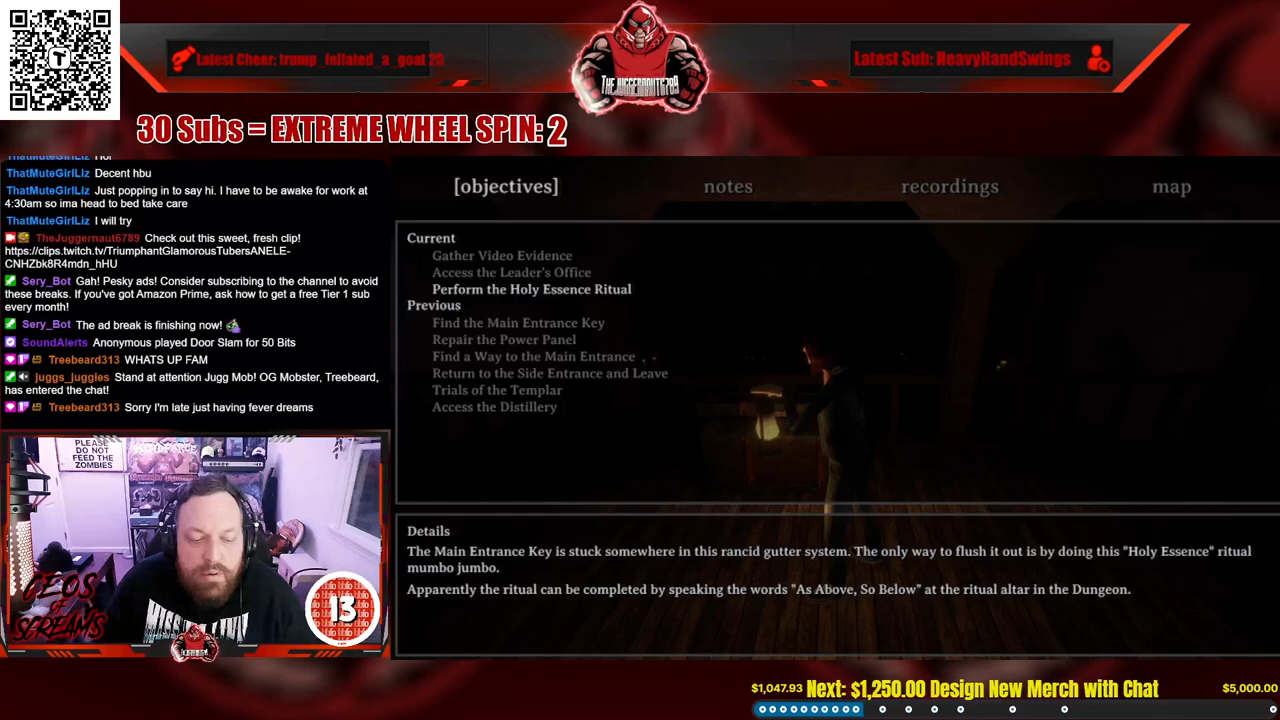 Latest Cheer: trump_fellated_a_goat 25
THEJUGGERNAUT6789
Latest Sub: HeavyHandSwings
30 Subs = EXTREME WHEEL SPIN: 2
ThatMuteGirlLiz
ThatMuteGirlLiz Decent hbu
ThatMuteGirlLiz Just popping in to say hi. I have to be awake for work at
4:30am so ima head to bed take care
ThatMuteGirlLiz I will try
TheJuggernaut6789 Check out this sweet, fresh clip!
https://clips.twitch.tv/TriumphantGlamorousTubersANELE-
CNHZbk8R4mdn_hHU
Sery_Bot Gah! Pesky ads! Consider subscribing to the channel to avoid
these breaks. If you've got Amazon Prime, ask how to get a free Tier 1 sub
every month!
Sery_Bot The ad break is finishing now!
SoundAlerts Anonymous played Door Slam for 50 Bits
Treebeard313 WHATS UP FAM
juggs_juggies Stand at attention Jugg Mob! OG Mobster, Treebeard,
has entered the chat!
Treebeard313 Sorry I'm late just having fever dreams
[objectives]
notes
recordings
map
Current
Gather Video Evidence
Access the Leader's Office
Perform the Holy Essence Ritual
Previous
Find the Main Entrance Key
Repair the Power Panel
Find a Way to the Main Entrance
Return to the Side Entrance and Leave
Trials of the Templar
Access the Distillery
Details
The Main Entrance Key is stuck somewhere in this rancid gutter system. The only way to flush it out is by doing this "Holy Essence" ritual
mumbo jumbo.
Apparently the ritual can be completed by speaking the words "As Above, So Below" at the ritual altar in the Dungeon.
PLEASE
DO NOT
FEED THE
ZOMBIES
GEOS
OF
SCREAMS
13
$1,047.93 Next: $1,250.00 Design New Merch with Chat $5,000.00